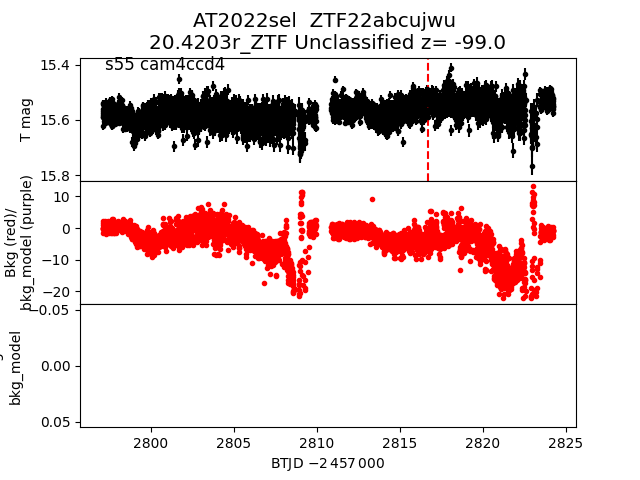 AT2022sel  ZTF22abcujwu
20.4203r_ZTF Unclassified z= -99.0
s55 cam4ccd4
T mag
15.4
15.6
15.8
Bkg (red)/
bkg_model (purple)
10
0
−10
−20
bkg_model
−0.05
0.00
0.05
2800 2805 2810 2815 2820 2825
BTJD −2 457 000